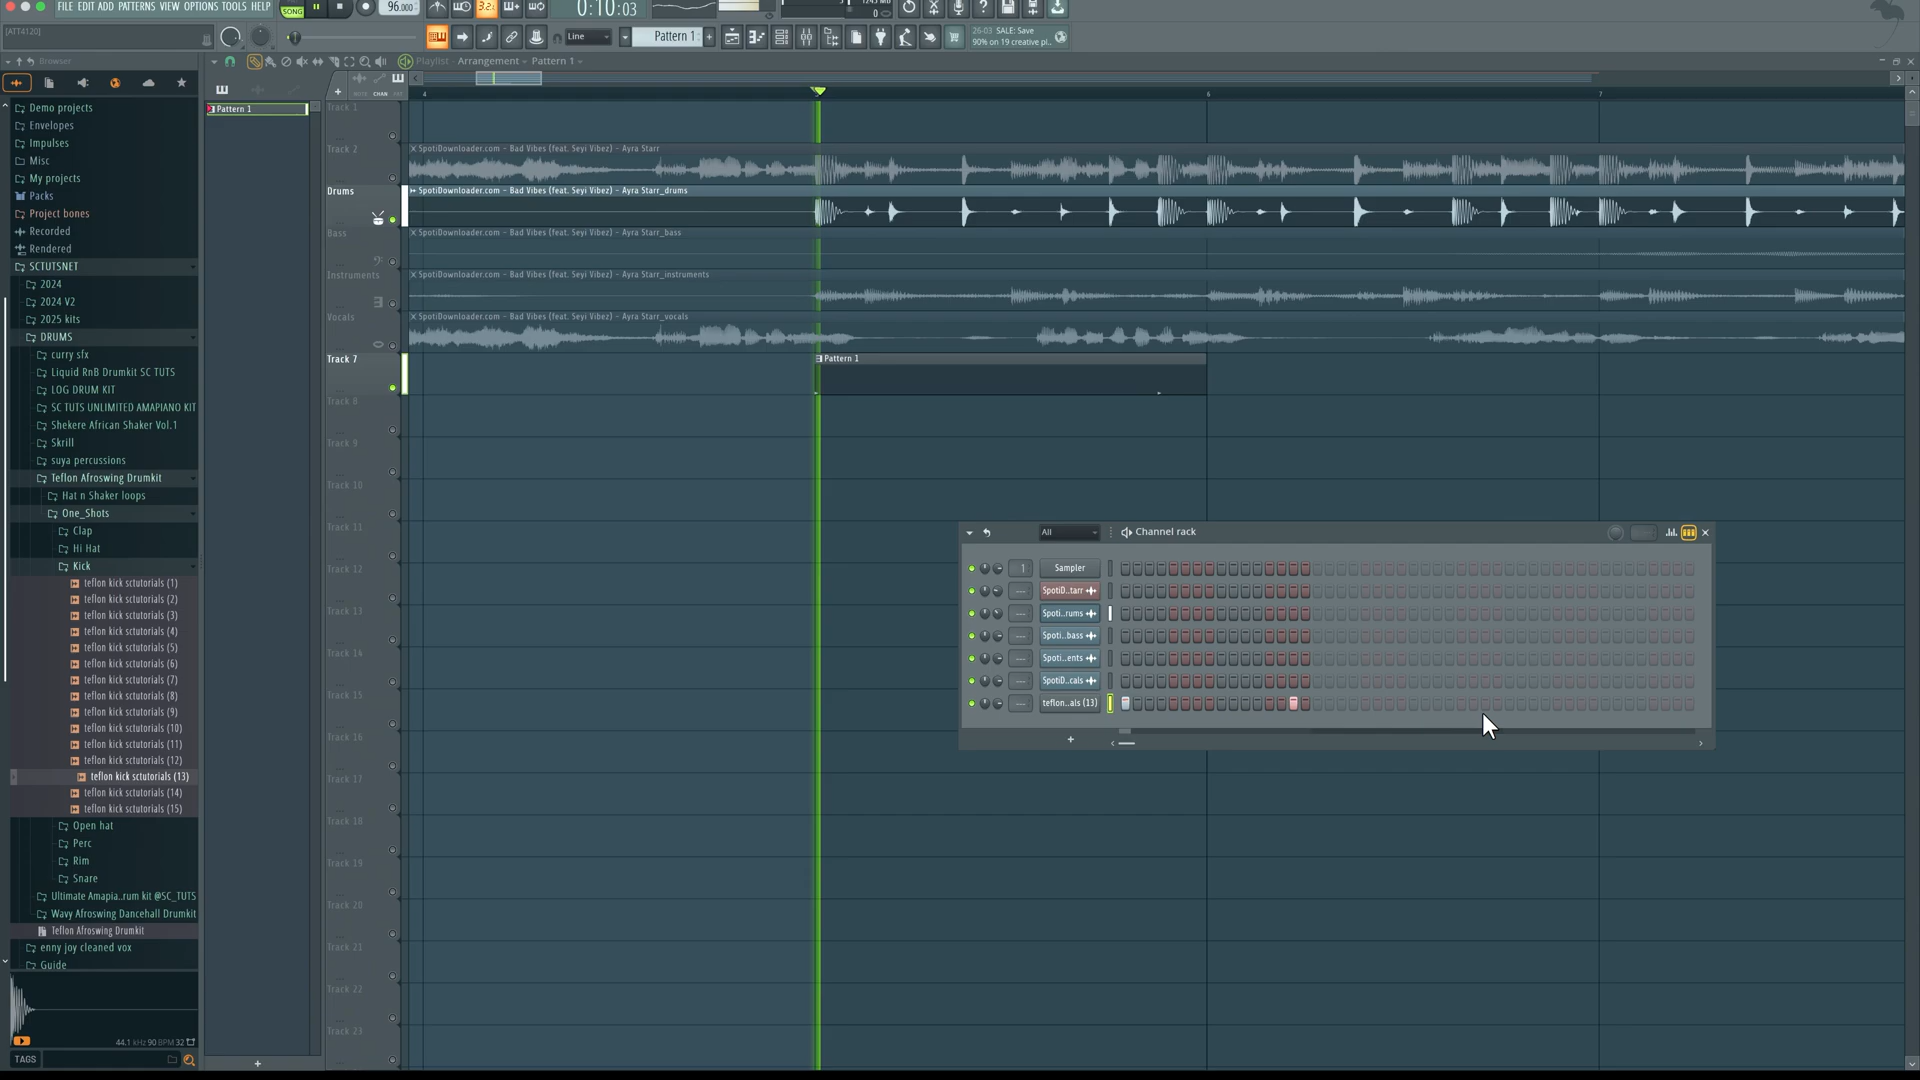 FILE EDIT ADD PATTERNS VIEW OPTIONS TOOLS HELP
SONG
96.000
3.2.
0:10:03
1243 MB
0
[ATT4120]
Line
Pattern 1
26-03 SALE: Save
90% on 19 creative pl..
Browser
Playlist - Arrangement › Pattern 1
NOTE CHAN PAT
Pattern 1
4
6
7
Demo projects
Envelopes
Impulses
Misc
My projects
Packs
Project bones
Recorded
Rendered
SCTUTSNET
2024
2024 V2
2025 kits
DRUMS
curry sfx
Liquid RnB Drumkit SC TUTS
LOG DRUM KIT
SC TUTS UNLIMITED AMAPIANO KIT
Shekere African Shaker Vol.1
Skrill
suya percussions
Teflon Afroswing Drumkit
Hat n Shaker loops
One_Shots
Clap
Hi Hat
Kick
teflon kick sctutorials (1)
teflon kick sctutorials (2)
teflon kick sctutorials (3)
teflon kick sctutorials (4)
teflon kick sctutorials (5)
teflon kick sctutorials (6)
teflon kick sctutorials (7)
teflon kick sctutorials (8)
teflon kick sctutorials (9)
teflon kick sctutorials (10)
teflon kick sctutorials (11)
teflon kick sctutorials (12)
teflon kick sctutorials (13)
teflon kick sctutorials (14)
teflon kick sctutorials (15)
Open hat
Perc
Rim
Snare
Ultimate Amapia..rum kit @SC_TUTS
Wavy Afroswing Dancehall Drumkit
Teflon Afroswing Drumkit
enny joy cleaned vox
Guide
44.1 kHz 90 BPM 32
TAGS
Track 1
Track 2
SpotiDownloader.com - Bad Vibes (feat. Seyi Vibez) - Ayra Starr
Drums
SpotiDownloader.com - Bad Vibes (feat. Seyi Vibez) - Ayra Starr_drums
Bass
SpotiDownloader.com - Bad Vibes (feat. Seyi Vibez) - Ayra Starr_bass
Instruments
SpotiDownloader.com - Bad Vibes (feat. Seyi Vibez) - Ayra Starr_instruments
Vocals
SpotiDownloader.com - Bad Vibes (feat. Seyi Vibez) - Ayra Starr_vocals
Track 7
Pattern 1
Track 8
Track 9
Track 10
Track 11
Track 12
Track 13
Track 14
Track 15
Track 16
Track 17
Track 18
Track 19
Track 20
Track 21
Track 22
Track 23
All
Channel rack
1
Sampler
SpotiD..tarr
Spoti..rums
Spoti..bass
Spoti..ents
SpotiD..cals
teflon..als (13)